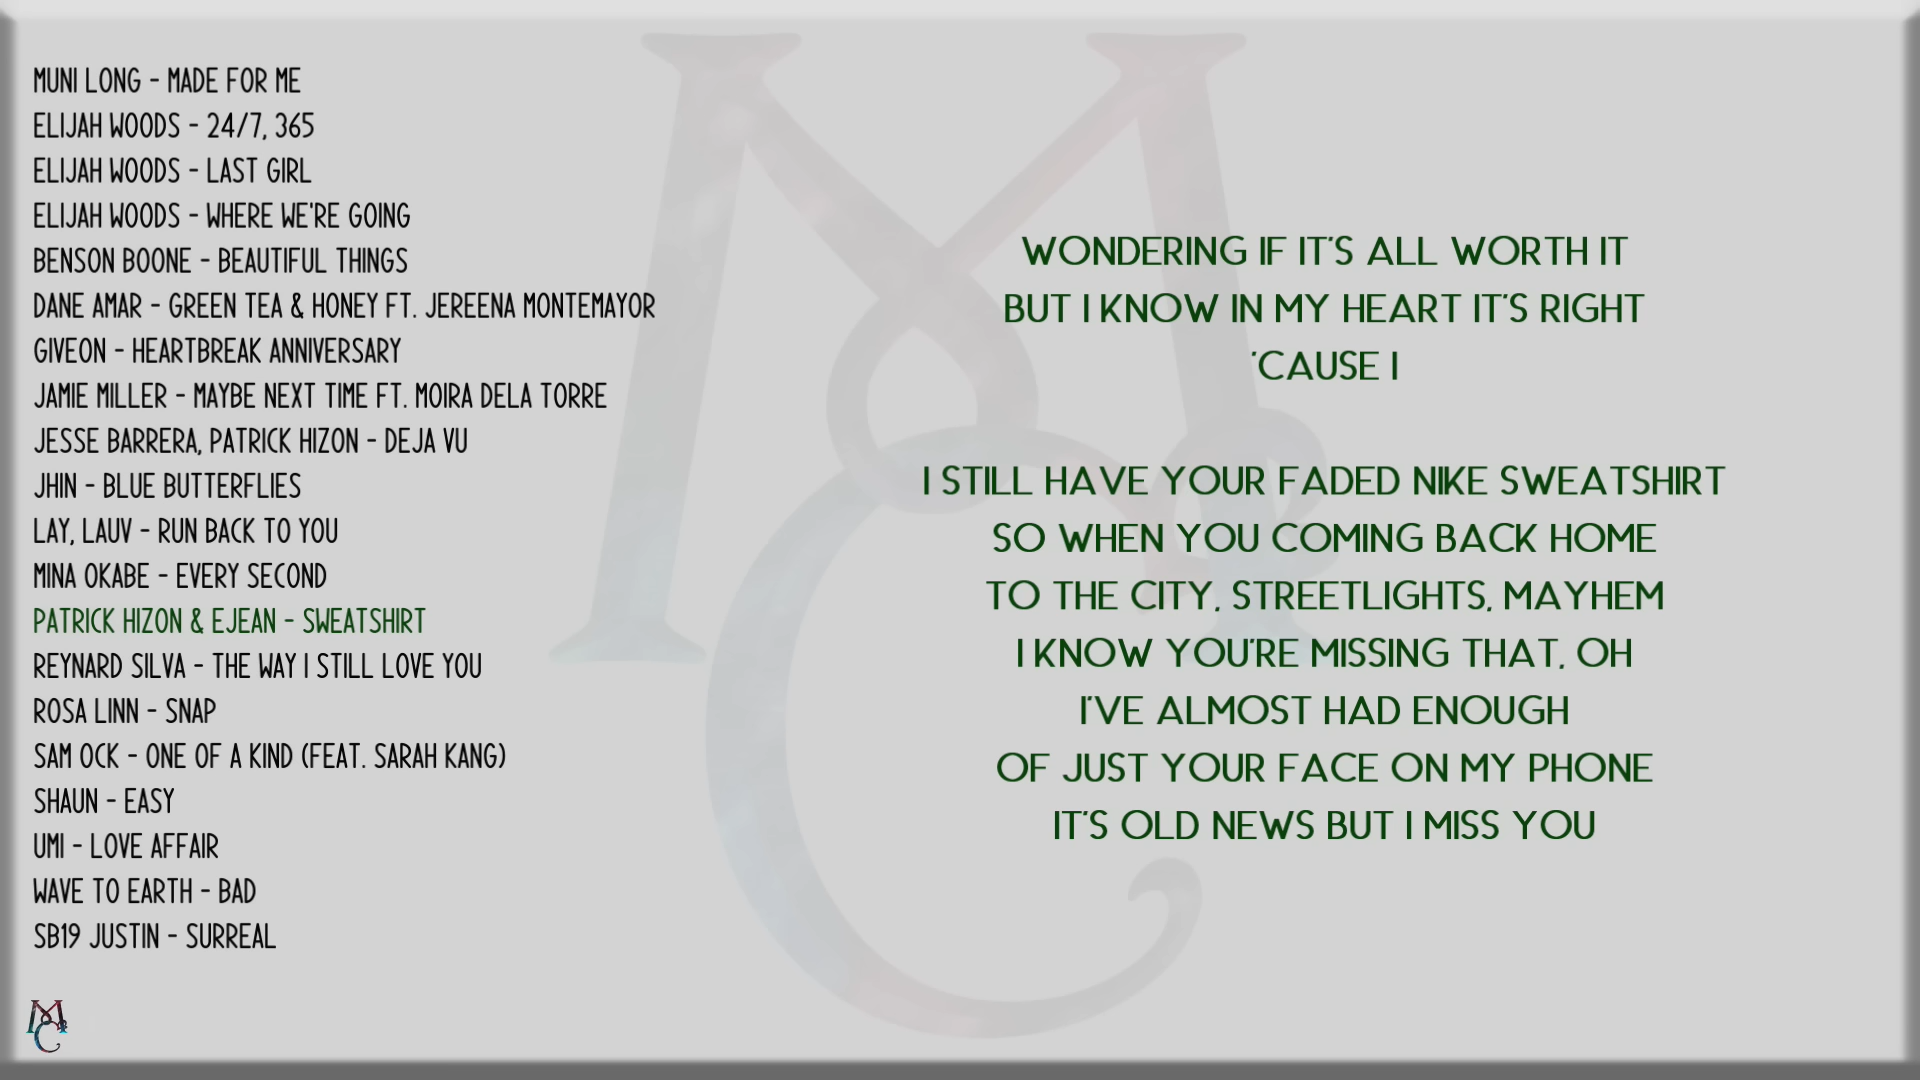 MUNI LONG - MADE FOR ME
ELIJAH WOODS - 24/7, 365
ELIJAH WOODS - LAST GIRL
ELIJAH WOODS - WHERE WE'RE GOING
BENSON BOONE - BEAUTIFUL THINGS
DANE AMAR - GREEN TEA & HONEY FT. JEREENA MONTEMAYOR
GIVEON - HEARTBREAK ANNIVERSARY
JAMIE MILLER - MAYBE NEXT TIME FT. MOIRA DELA TORRE
JESSE BARRERA, PATRICK HIZON - DEJA VU
JHIN - BLUE BUTTERFLIES
LAY, LAUV - RUN BACK TO YOU
MINA OKABE - EVERY SECOND
PATRICK HIZON & EJEAN - SWEATSHIRT
REYNARD SILVA - THE WAY I STILL LOVE YOU
ROSA LINN - SNAP
SAM OCK - ONE OF A KIND (FEAT. SARAH KANG)
SHAUN - EASY
UMI - LOVE AFFAIR
WAVE TO EARTH - BAD
SB19 JUSTIN - SURREAL
WONDERING IF IT'S ALL WORTH IT
BUT I KNOW IN MY HEART IT'S RIGHT
'CAUSE I
I STILL HAVE YOUR FADED NIKE SWEATSHIRT
SO WHEN YOU COMING BACK HOME
TO THE CITY, STREETLIGHTS, MAYHEM
I KNOW YOU'RE MISSING THAT, OH
I'VE ALMOST HAD ENOUGH
OF JUST YOUR FACE ON MY PHONE
IT'S OLD NEWS BUT I MISS YOU
MC